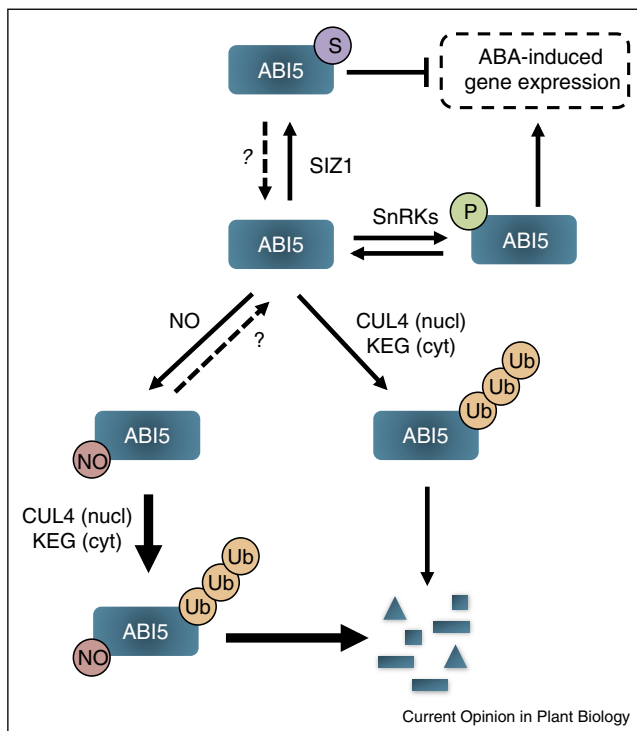 S
ABI5
ABA-induced
gene expression
?
SIZ1
SnRKs
P
ABI5
ABI5
NO
?
CUL4 (nucl)
KEG (cyt)
Ub
Ub
Ub
ABI5
ABI5
NO
CUL4 (nucl)
KEG (cyt)
Ub
Ub
Ub
ABI5
NO
Current Opinion in Plant Biology